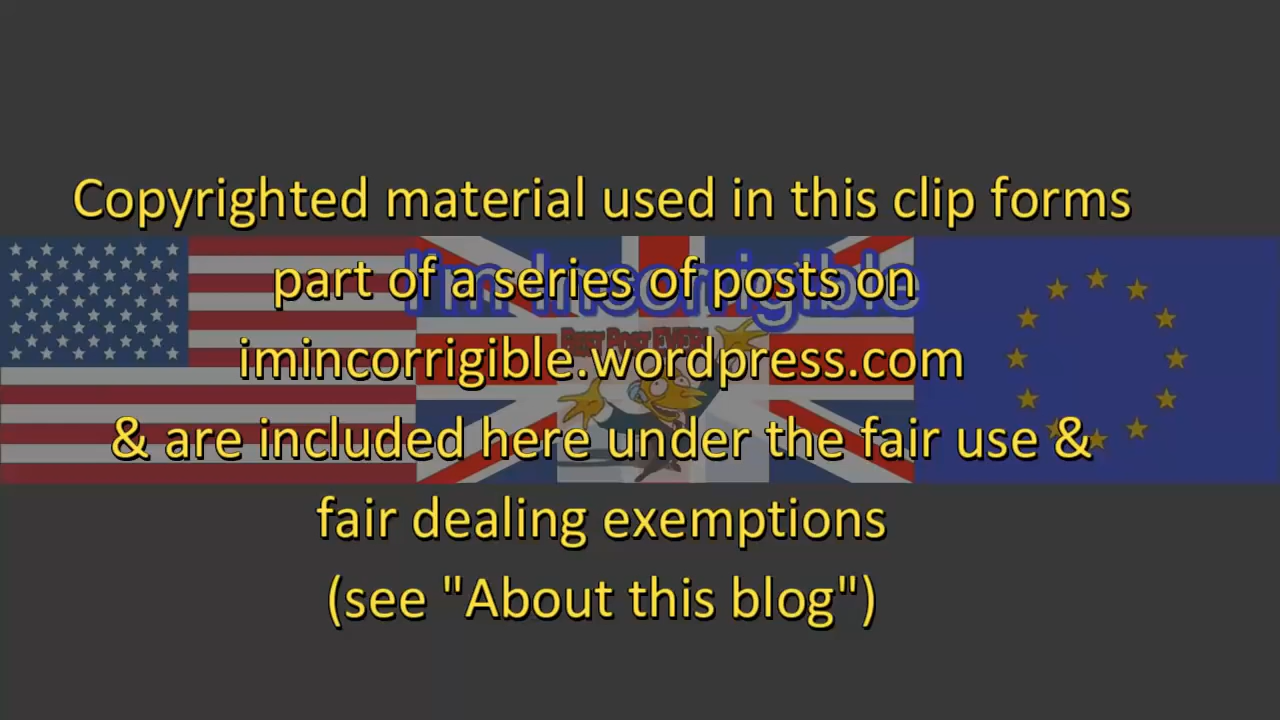 Copyrighted material used in this clip forms
I'm Incorrigible
part of a series of posts on
imincorrigible.wordpress.com
& are included here under the fair use &
fair dealing exemptions
(see "About this blog")